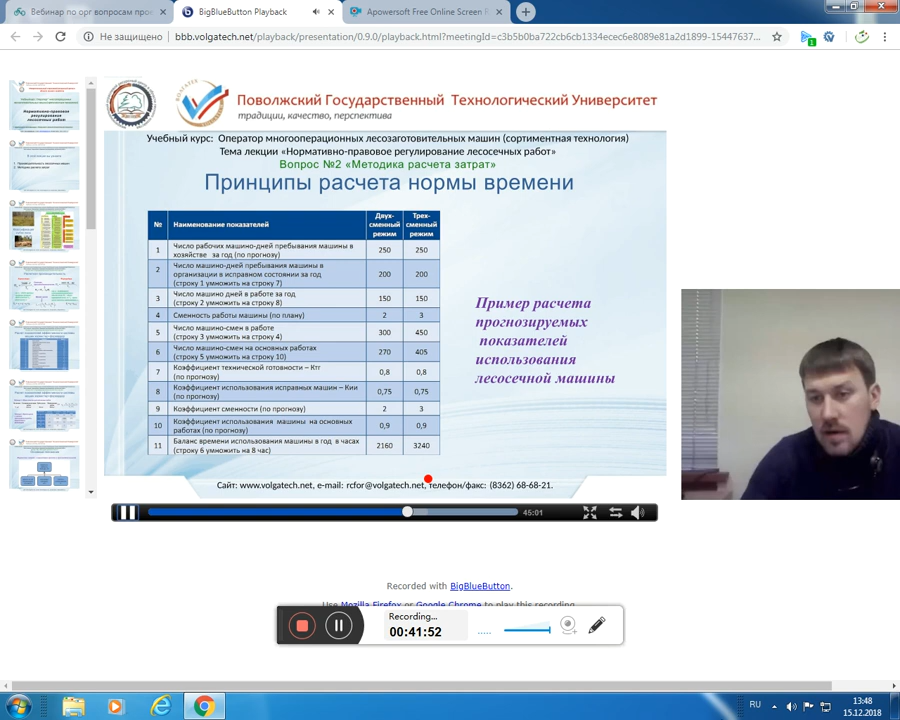 Вебинар по орг вопросам прое
BigBlueButton Playback
Apowersoft Free Online Screen R
Не защищено
bbb.volgatech.net/playback/presentation/0.9.0/playback.html?meetingId=c3b5b0ba722cb6cb1334ecec6e8089e81a2d1899-15447637...
Поволжский Государственный Технологический Университет
традиции, качество, перспектива
Учебный курс: Оператор многооперационных лесозаготовительных машин (сортиментная технология)
Тема лекции «Нормативно-правовое регулирование лесосечных работ»
Вопрос №2 «Методика расчета затрат»
Принципы расчета нормы времени
№ Наименование показателей Двух-сменный режим Трех-сменный режим
1 Число рабочих машино-дней пребывания машины в хозяйстве за год (по прогнозу) 250 250
2 Число машино-дней пребывания машины в организации в исправном состоянии за год (строку 1 умножить на строку 7) 200 200
3 Число машино дней в работе за год (строку 2 умножить на строку 8) 150 150
4 Сменность работы машины (по плану) 2 3
5 Число машино-смен в работе (строку 3 умножить на строку 4) 300 450
6 Число машино-смен на основных работах (строку 5 умножить на строку 10) 270 405
7 Коэффициент технической готовности – Ктг (по прогнозу) 0,8 0,8
8 Коэффициент использования исправных машин – Кии (по прогнозу) 0,75 0,75
9 Коэффициент сменности (по прогнозу) 2 3
10 Коэффициент использования машины на основных работах (по прогнозу) 0,9 0,9
11 Баланс времени использования машины в год в часах (строку 6 умножить на 8 час) 2160 3240
Пример расчета
прогнозируемых
показателей
использования
лесосечной машины
Сайт: www.volgatech.net, e-mail: rcfor@volgatech.net, телефон/факс: (8362) 68-68-21.
45:01
Recorded with BigBlueButton.
Use Mozilla Firefox or Google Chrome to play this recording.
Recording...
00:41:52
RU
13:48
15.12.2018